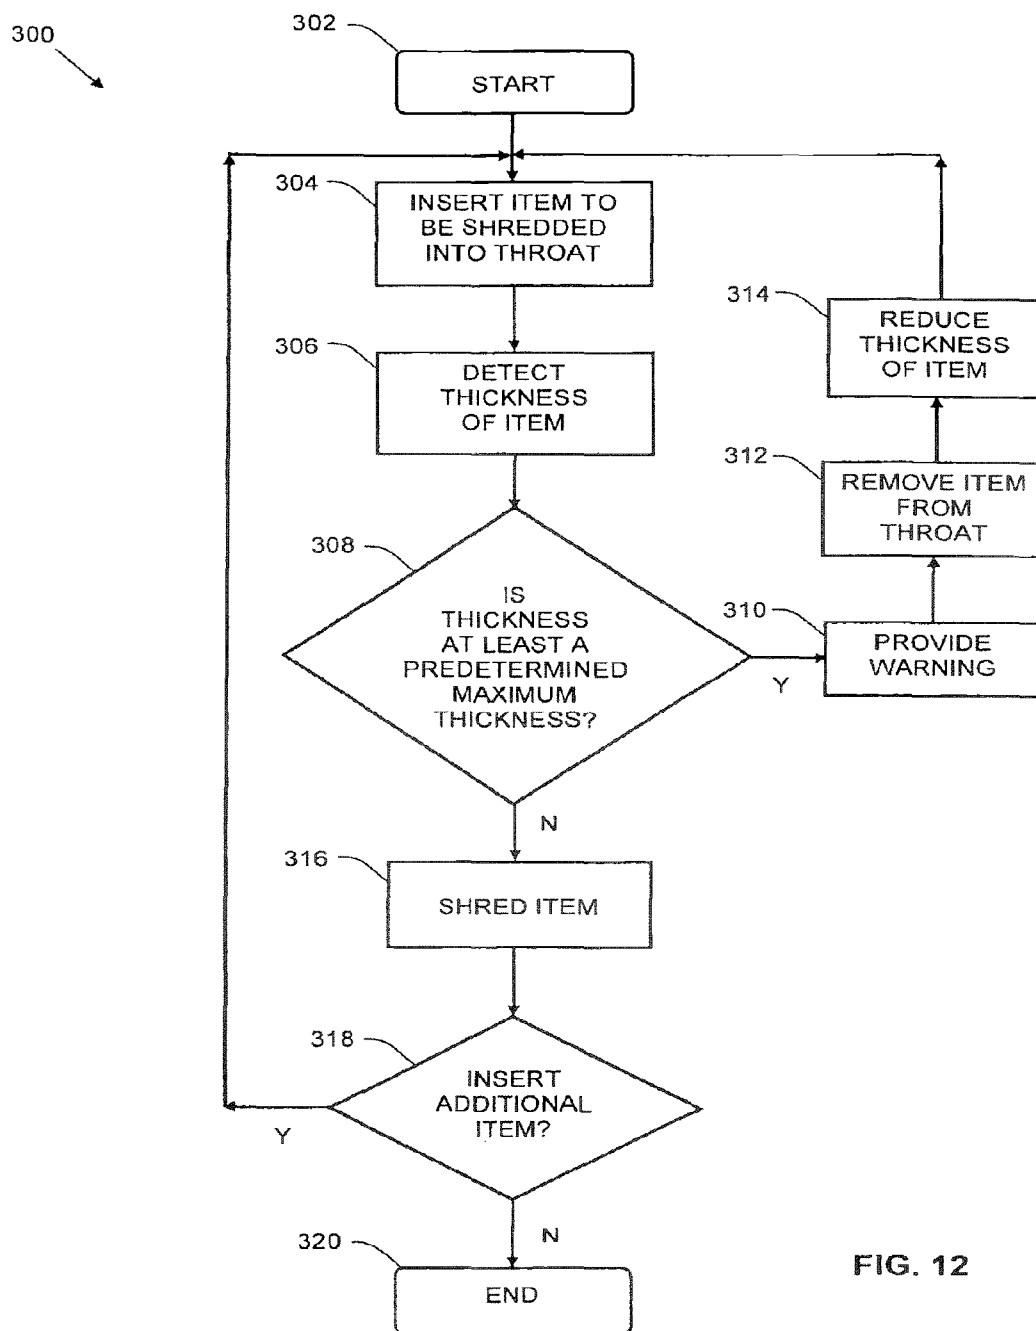 300
302
START
304
INSERT ITEM TO
BE SHREDDED
INTO THROAT
306
DETECT
THICKNESS
OF ITEM
314
REDUCE
THICKNESS
OF ITEM
312
REMOVE ITEM
FROM
THROAT
308
IS
THICKNESS
AT LEAST A
PREDETERMINED
MAXIMUM
THICKNESS?
310
PROVIDE
WARNING
Y
N
316
SHRED ITEM
318
INSERT
ADDITIONAL
ITEM?
Y
N
320
END
FIG. 12